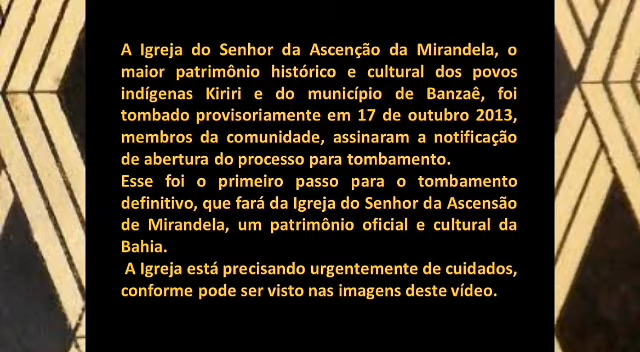 A Igreja do Senhor da Ascenção da Mirandela, o
maior patrimônio histórico e cultural dos povos
indígenas Kiriri e do município de Banzaê, foi
tombado provisoriamente em 17 de outubro 2013,
membros da comunidade, assinaram a notificação
de abertura do processo para tombamento.
Esse foi o primeiro passo para o tombamento
definitivo, que fará da Igreja do Senhor da Ascensão
de Mirandela, um patrimônio oficial e cultural da
Bahia.
A Igreja está precisando urgentemente de cuidados,
conforme pode ser visto nas imagens deste vídeo.